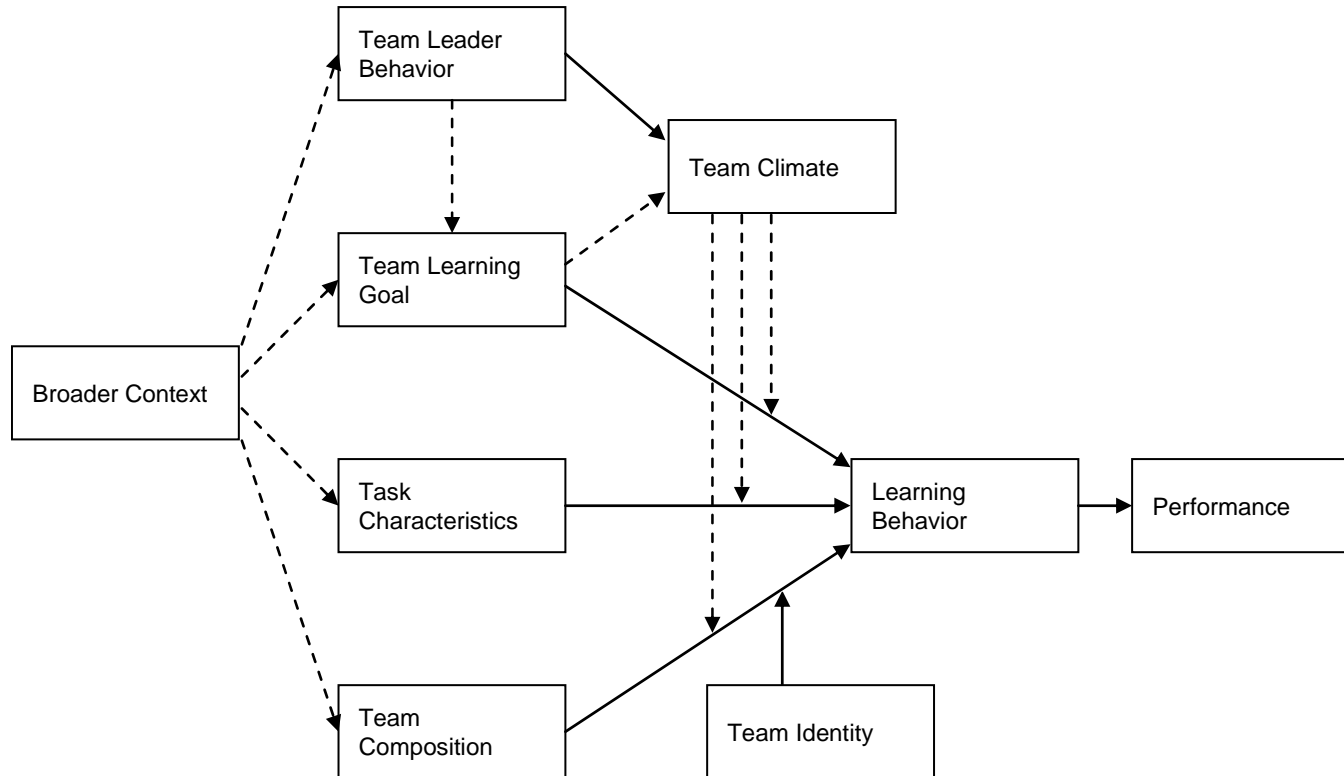 Team Leader
Behavior
Team Climate
Team Learning
Goal
Broader Context
Task
Characteristics
Learning
Behavior
Performance
Team
Composition
Team Identity